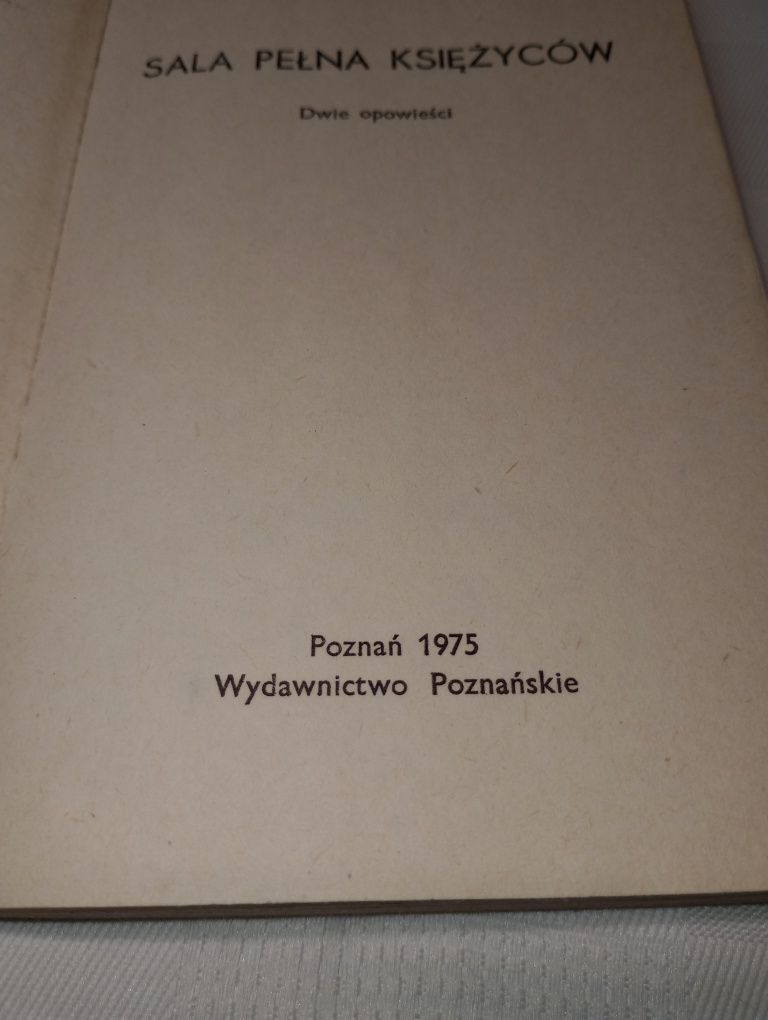 SALA PEŁNA KSIĘŻYCÓW
Dwie opowieści
Poznań 1975
Wydawnictwo Poznańskie